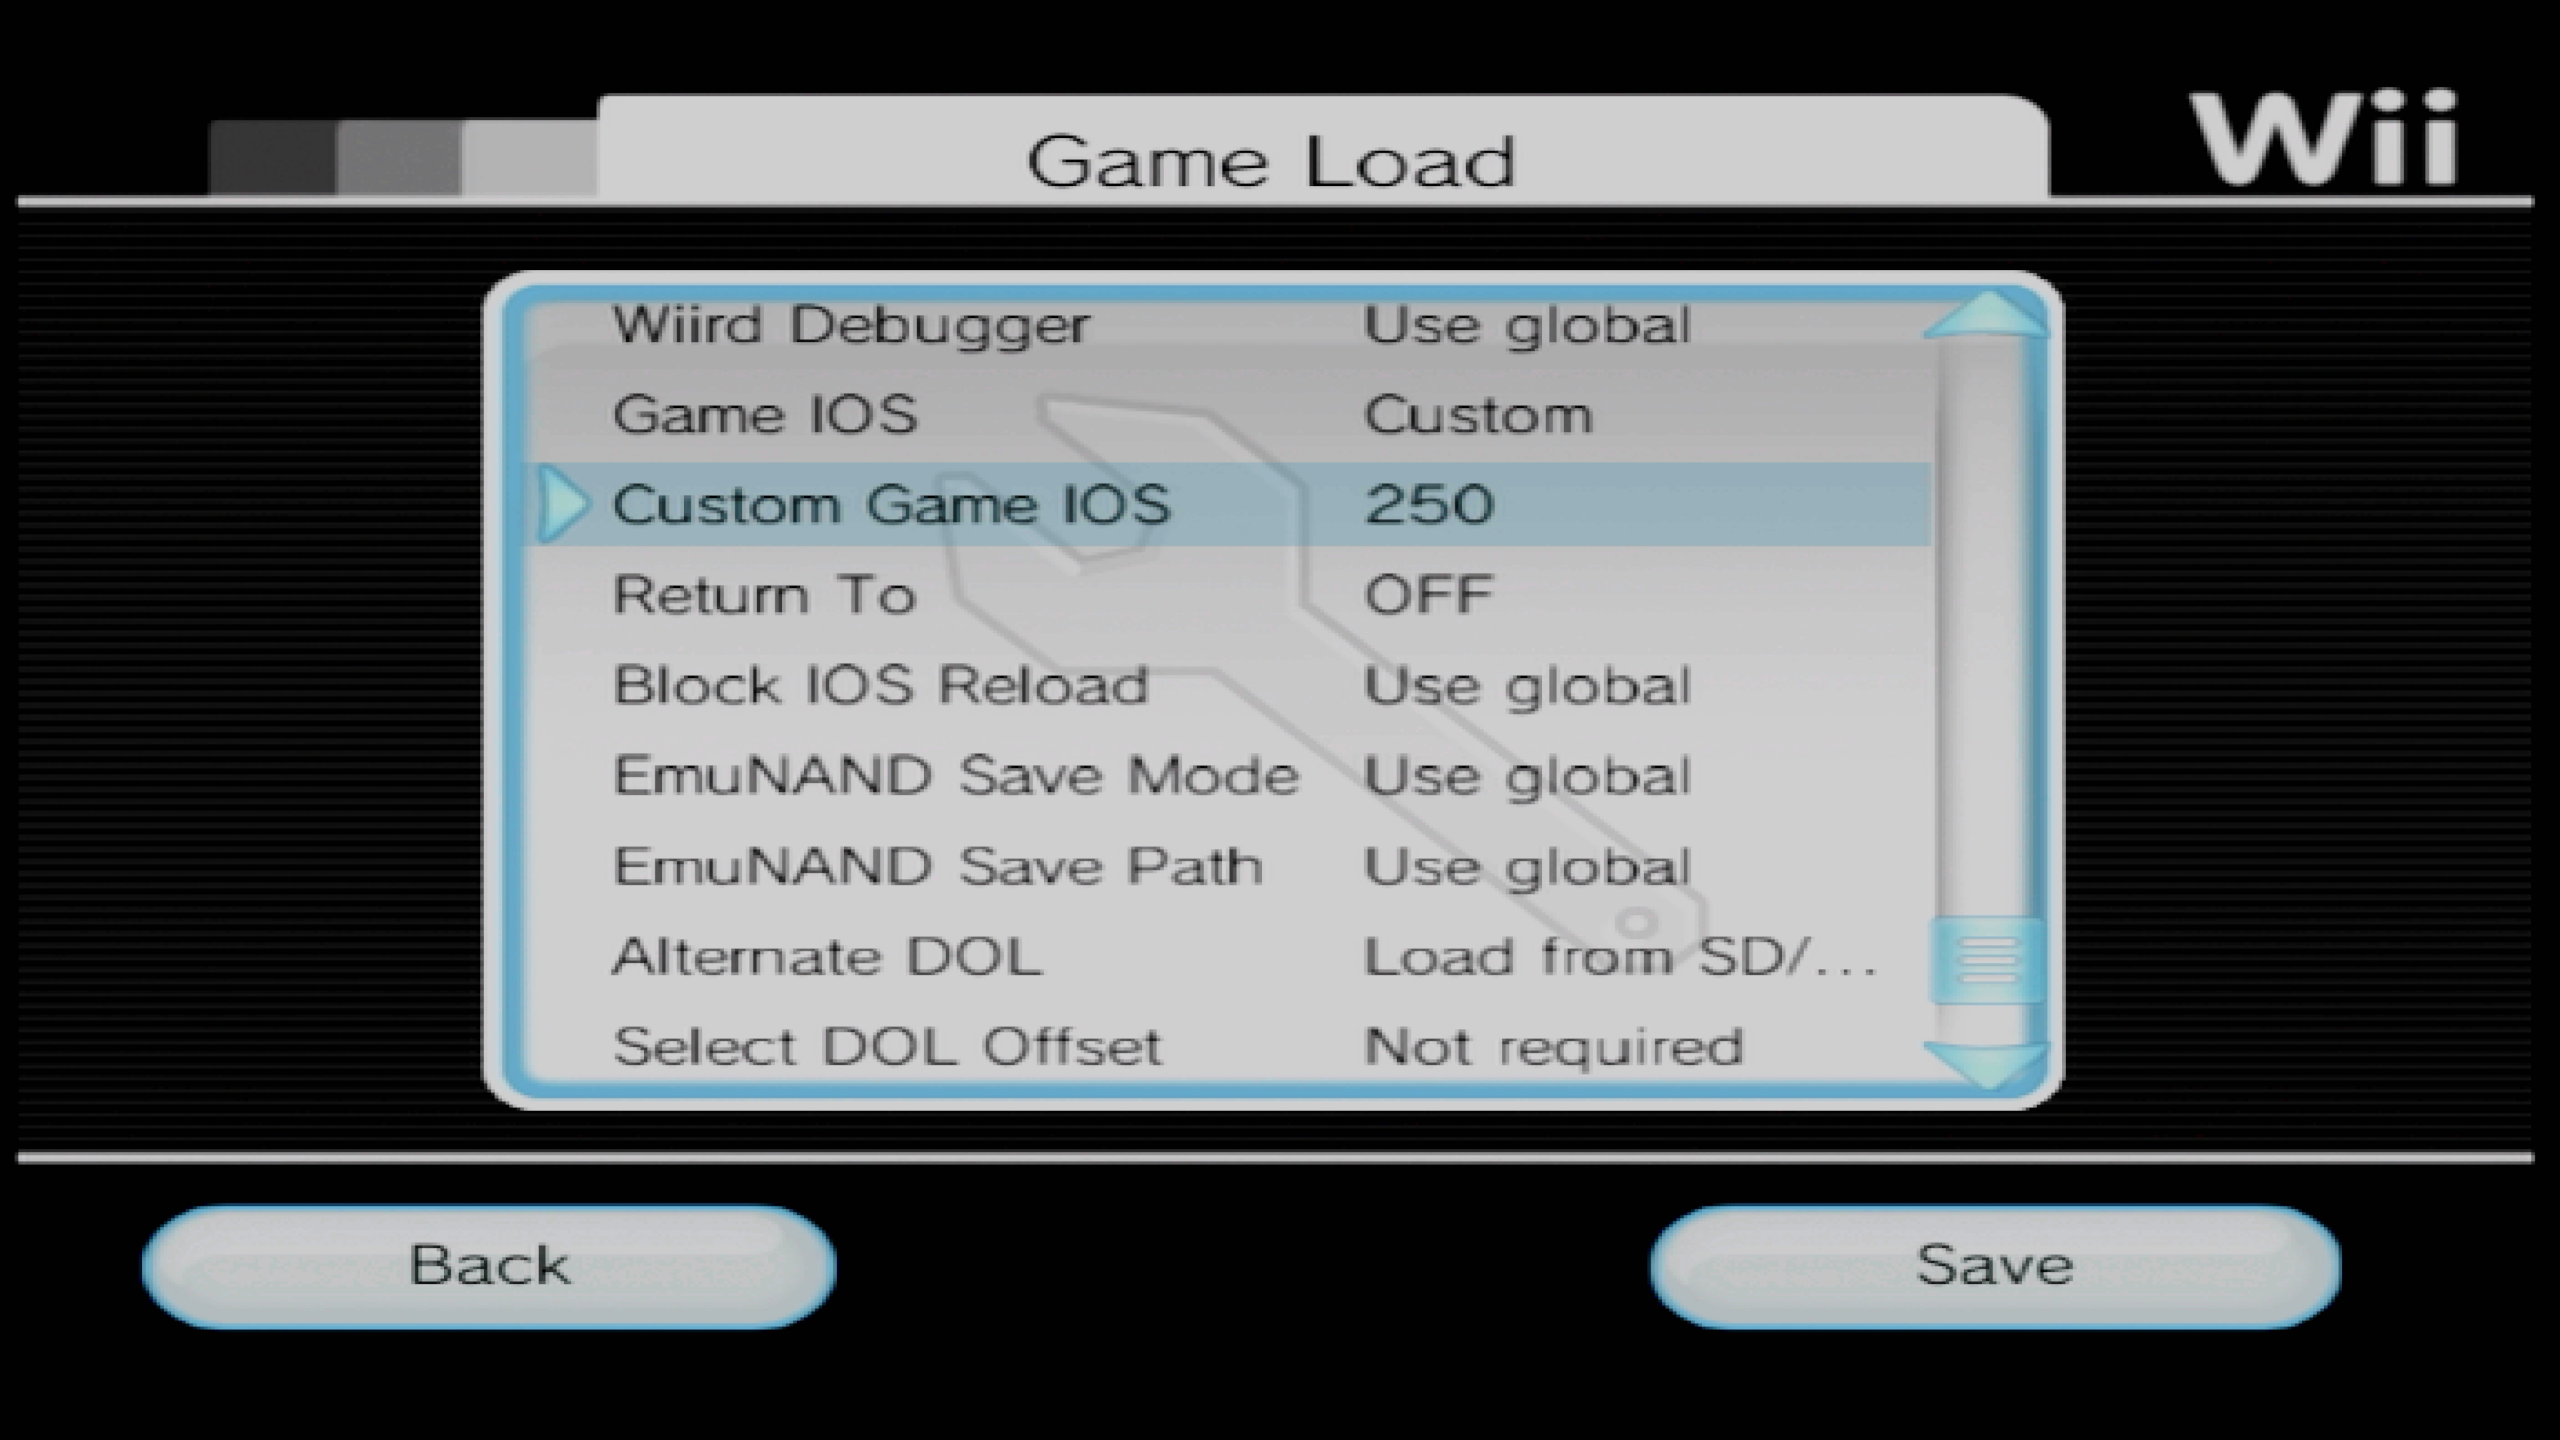 Game Load
Wii
Wiird Debugger Use global
Game IOS Custom
Custom Game IOS 250
Return To OFF
Block IOS Reload Use global
EmuNAND Save Mode Use global
EmuNAND Save Path Use global
Alternate DOL Load from SD/...
Select DOL Offset Not required
Back Save